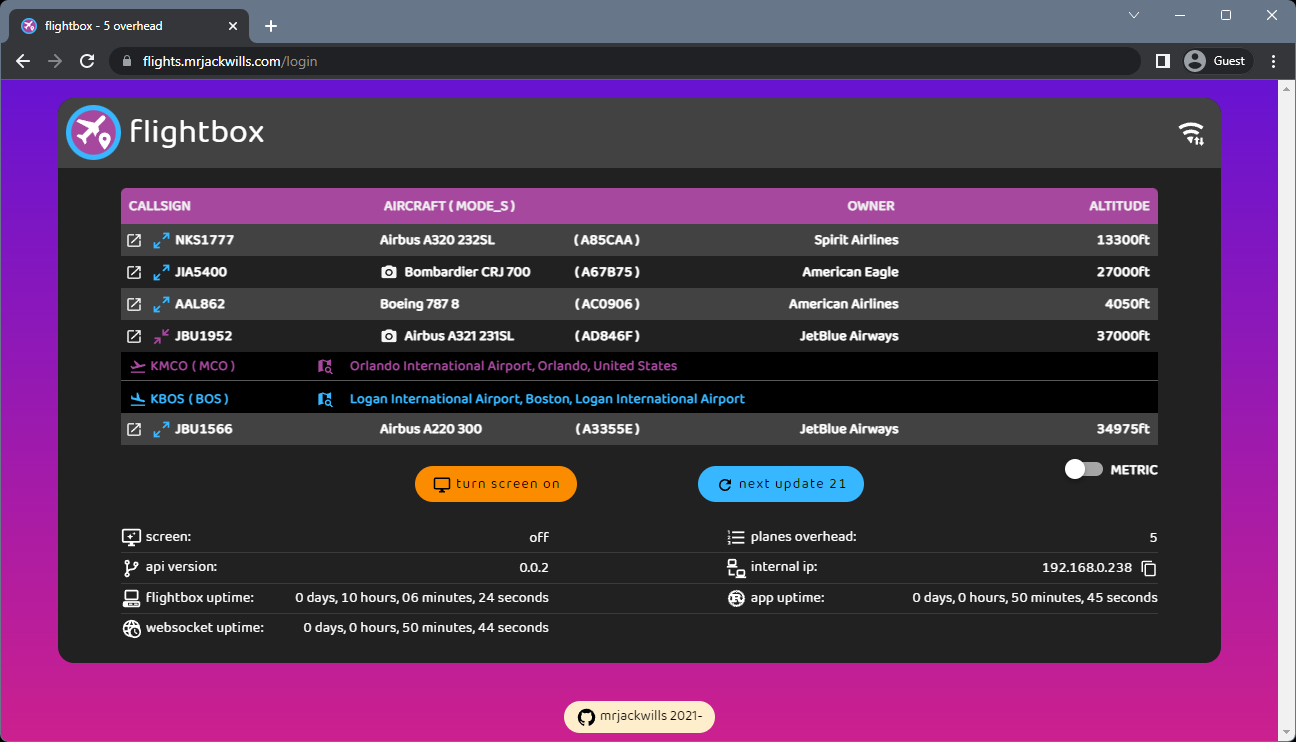 flightbox - 5 overhead
flights.mrjackwills.com/login
Guest
flightbox
CALLSIGN AIRCRAFT ( MODE_S ) OWNER ALTITUDE
NKS1777 Airbus A320 232SL ( A85CAA ) Spirit Airlines 13300ft
JIA5400 Bombardier CRJ 700 ( A67B75 ) American Eagle 27000ft
AAL862 Boeing 787 8 ( AC0906 ) American Airlines 4050ft
JBU1952 Airbus A321 231SL ( AD846F ) JetBlue Airways 37000ft
KMCO ( MCO ) Orlando International Airport, Orlando, United States
KBOS ( BOS ) Logan International Airport, Boston, Logan International Airport
JBU1566 Airbus A220 300 ( A3355E ) JetBlue Airways 34975ft
METRIC
turn screen on next update 21
screen: off planes overhead: 5
api version: 0.0.2 internal ip: 192.168.0.238
flightbox uptime: 0 days, 10 hours, 06 minutes, 24 seconds app uptime: 0 days, 0 hours, 50 minutes, 45 seconds
websocket uptime: 0 days, 0 hours, 50 minutes, 44 seconds
mrjackwills 2021-